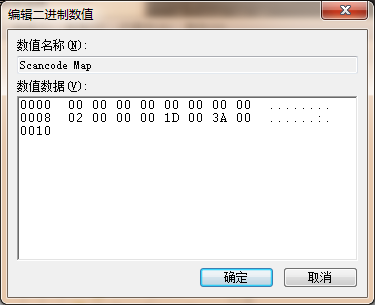 编辑二进制数值
数值名称(N):
Scancode Map
数值数据(V):
0000 00 00 00 00 00 00 00 00 ........
0008 02 00 00 00 1D 00 3A 00 ......:.
0010
确定 取消